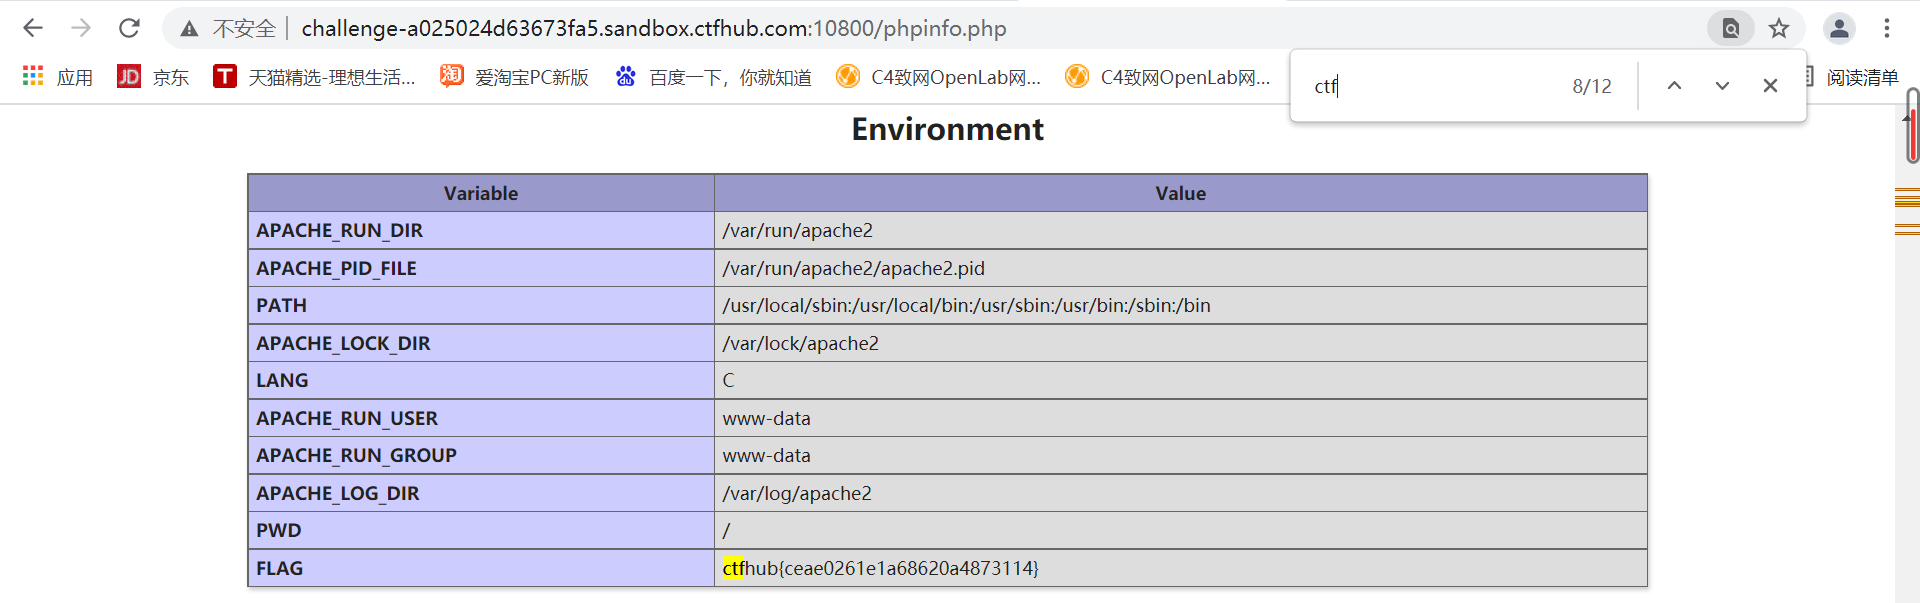 不安全 challenge-a025024d63673fa5.sandbox.ctfhub.com:10800/phpinfo.php
应用 JD 京东 T 天猫精选-理想生活... 淘 爱淘宝PC新版 百度一下，你就知道 C4致网OpenLab网... C4致网OpenLab网... 阅读清单
ctf 8/12
Environment
Variable Value
APACHE_RUN_DIR /var/run/apache2
APACHE_PID_FILE /var/run/apache2/apache2.pid
PATH /usr/local/sbin:/usr/local/bin:/usr/sbin:/usr/bin:/sbin:/bin
APACHE_LOCK_DIR /var/lock/apache2
LANG C
APACHE_RUN_USER www-data
APACHE_RUN_GROUP www-data
APACHE_LOG_DIR /var/log/apache2
PWD /
FLAG ctfhub{ceae0261e1a68620a4873114}